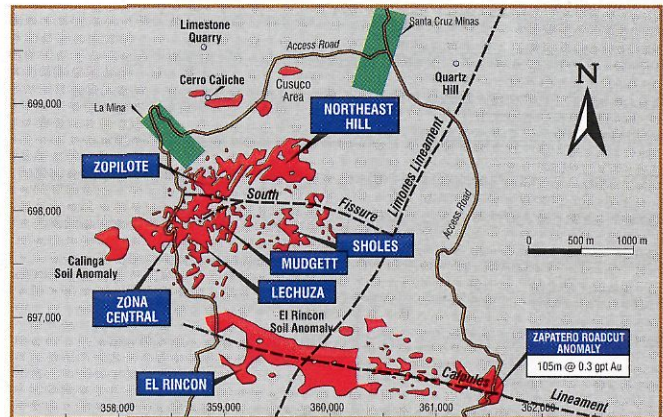 Santa Cruz Minas
Limestone
Quarry
Access Road
Cerro Caliche
Cusuco
Area
Quartz
Hill
N
699,000
La Mina
NORTHEAST
HILL
ZOPILOTE
Limones Lineament
South
Fissure
698,000
SHOLES
Access Road
0 500 m 1000 m
MUDGETT
Calinga
Soil Anomaly
LECHUZA
ZONA
CENTRAL
697,000
El Rincon
Soil Anomaly
ZAPATERO ROADCUT
ANOMALY
105m @ 0.3 gpt Au
EL RINCON
Lineament
358,000 359,000 360,000 361,000 362,000